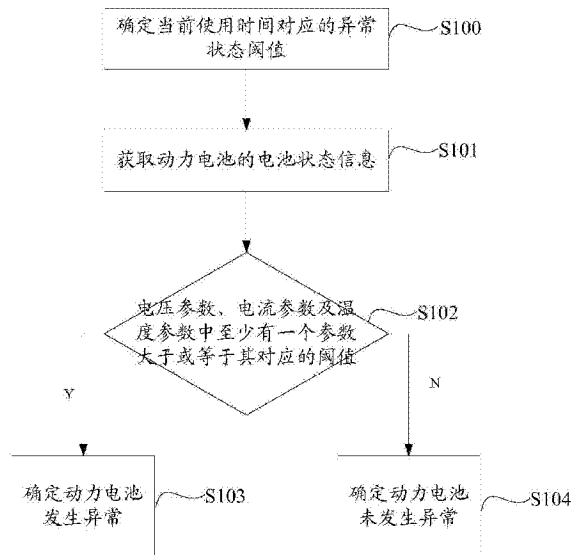 确定当前使用时间对应的异常
状态阈值
S100
获取动力电池的电池状态信息
S101
电压参数、电流参数及温
度参数中至少有一个参数
大于或等于其对应的阈值
S102
Y
N
确定动力电池
发生异常
S103
确定动力电池
未发生异常
S104